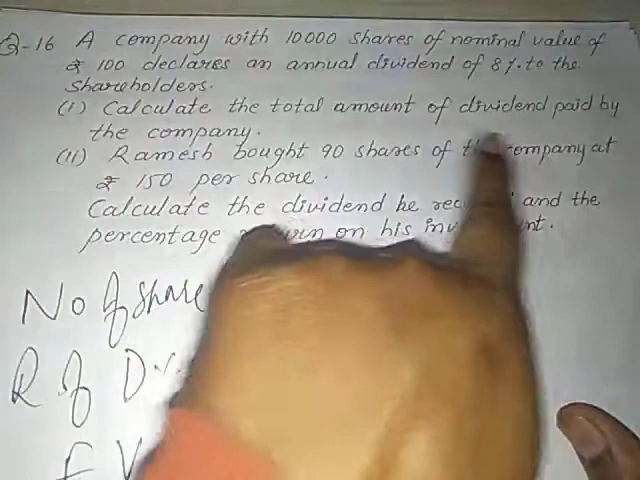 Q-16 A company with 10000 shares of nominal value of
₹ 100 declares an annual dividend of 8%. to the
shareholders.
(i) Calculate the total amount of dividend paid by
the company.
(ii) Ramesh bought 90 shares of company at
₹ 150 per share.
Calculate the dividend he and the
percentage on his
No of share
R of D
F V